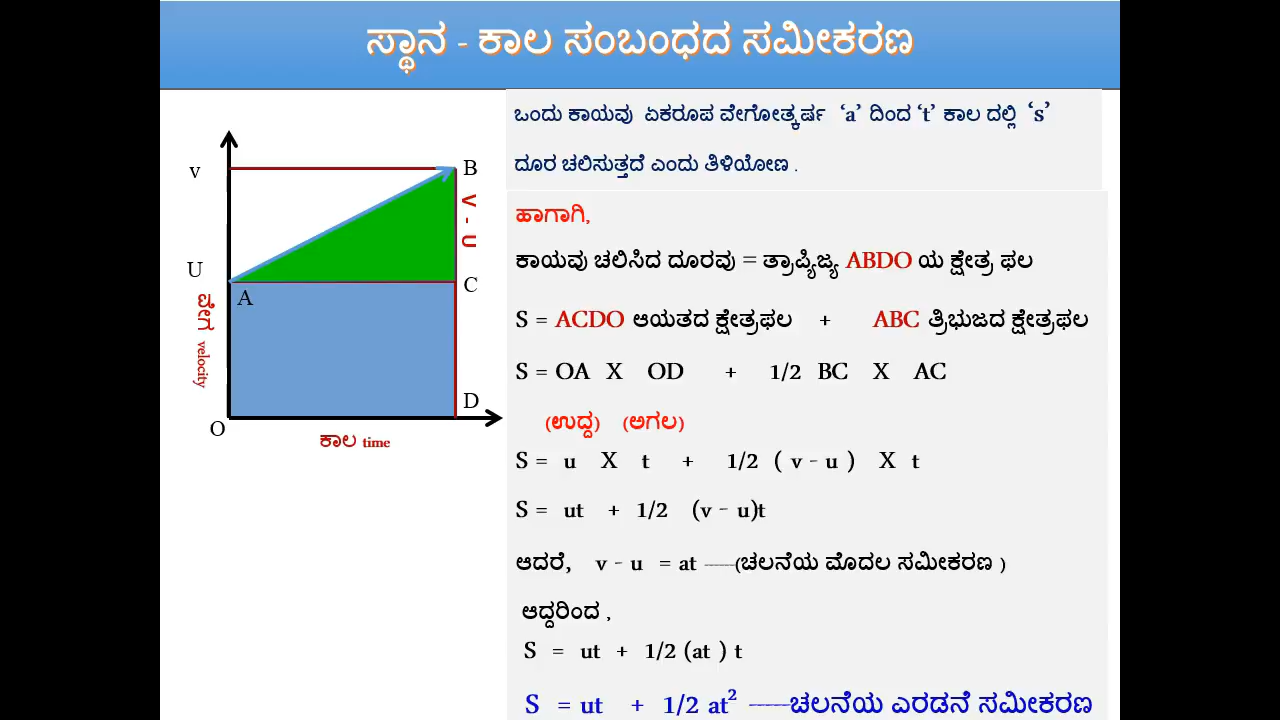 ಸ್ಥಾನ - ಕಾಲ ಸಂಬಂಧದ ಸಮೀಕರಣ
ಒಂದು ಕಾಯವು ಏಕರೂಪ ವೇಗೋತ್ಕರ್ಷ ‘a’ ದಿಂದ ‘t’ ಕಾಲ ದಲ್ಲಿ ‘s’
ದೂರ ಚಲಿಸುತ್ತದೆ ಎಂದು ತಿಳಿಯೋಣ .
v
B
V - U
U
A
C
ವೇಗ velocity
D
O
ಕಾಲ time
ಹಾಗಾಗಿ,
ಕಾಯವು ಚಲಿಸಿದ ದೂರವು = ತ್ರಾಪ್ಯಿಜ್ಯ ABDO ಯ ಕ್ಷೇತ್ರ ಫಲ
S = ACDO ಆಯತದ ಕ್ಷೇತ್ರಫಲ + ABC ತ್ರಿಭುಜದ ಕ್ಷೇತ್ರಫಲ
S = OA X OD + 1/2 BC X AC
(ಉದ್ದ) (ಅಗಲ)
S = u X t + 1/2 ( v - u ) X t
S = ut + 1/2 (v - u)t
ಆದರೆ, v - u = at -----(ಚಲನೆಯ ಮೊದಲ ಸಮೀಕರಣ )
ಆದ್ದರಿಂದ ,
S = ut + 1/2 (at ) t
S = ut + 1/2 at² -----ಚಲನೆಯ ಎರಡನೆ ಸಮೀಕರಣ